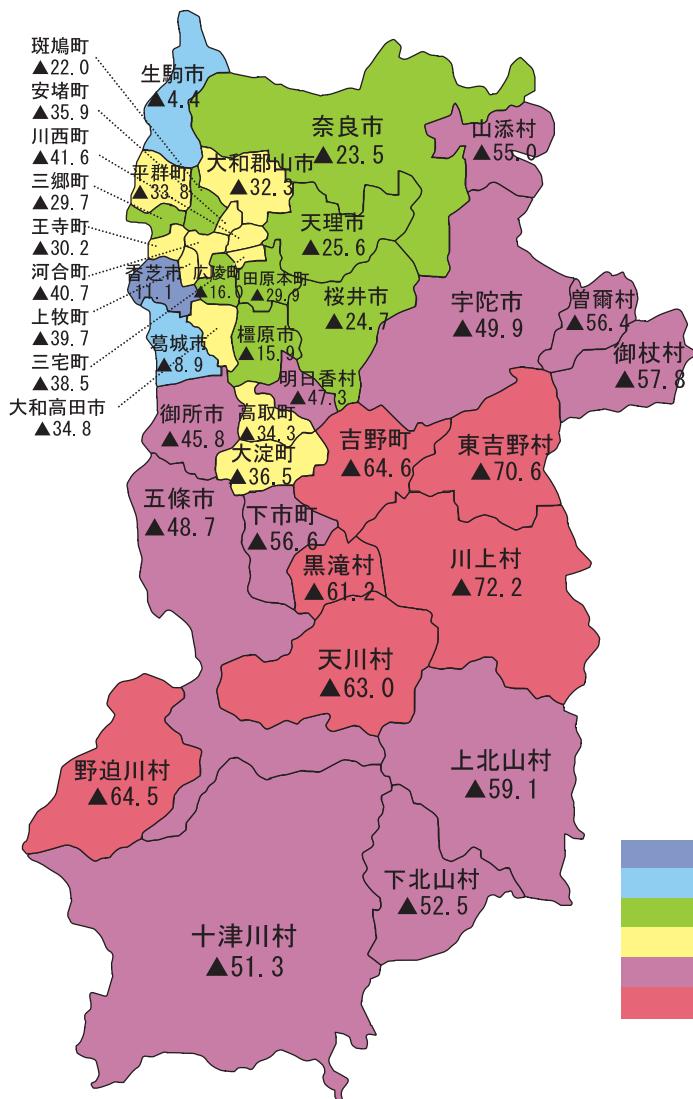 斑鳩町
▲22.0
安堵町
▲35.9
川西町
▲41.6
三郷町
▲29.7
王寺町
▲30.2
河合町
▲40.7
上牧町
▲39.7
三宅町
▲38.5
大和高田市
▲34.8
生駒市
▲4.4
奈良市
▲23.5
山添村
▲55.0
平群町
▲33.8
大和郡山市
▲32.3
天理市
▲25.6
香芝市
11.1
広陵町
▲16.0
田原本町
▲29.9
桜井市
▲24.7
宇陀市
▲49.9
曽爾村
▲56.4
御杖村
▲57.8
葛城市
▲8.9
橿原市
▲15.9
明日香村
▲47.3
御所市
▲45.8
高取町
▲34.3
大淀町
▲36.5
吉野町
▲64.6
東吉野村
▲70.6
五條市
▲48.7
下市町
▲56.6
黒滝村
▲61.2
川上村
▲72.2
天川村
▲63.0
野迫川村
▲64.5
上北山村
▲59.1
下北山村
▲52.5
十津川村
▲51.3